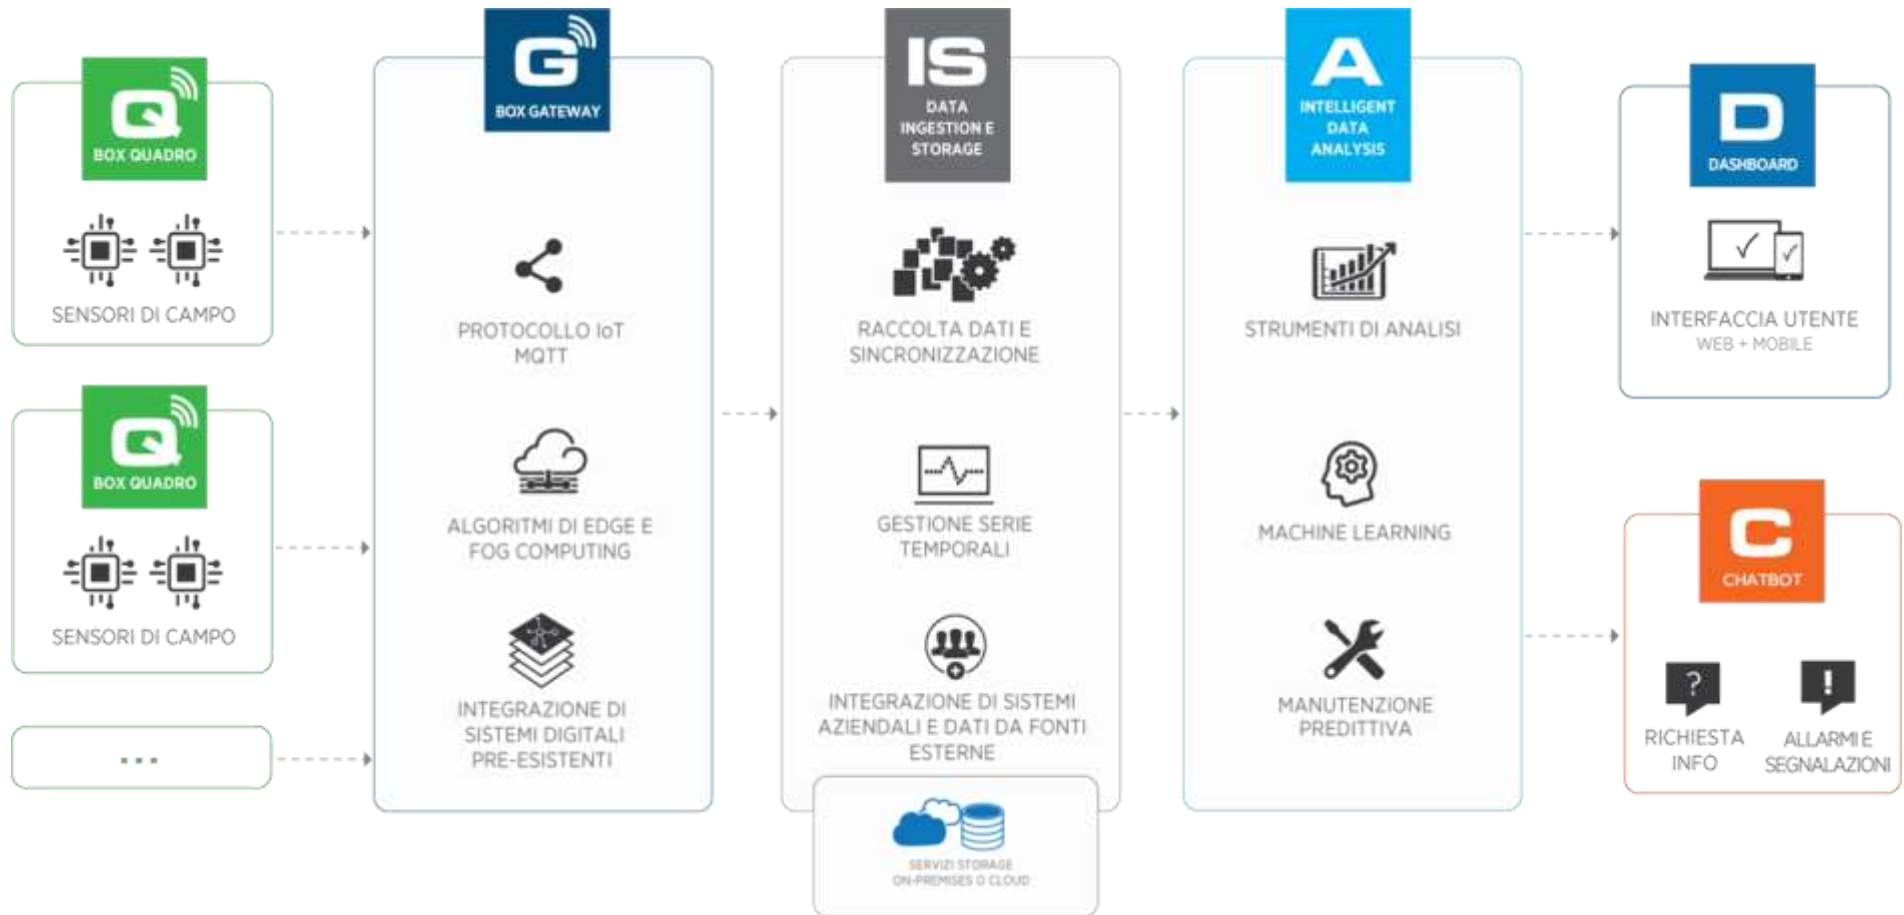 Q
BOX QUADRO
SENSORI DI CAMPO
Q
BOX QUADRO
SENSORI DI CAMPO
...
G
BOX GATEWAY
PROTOCOLLO IoT
MQTT
ALGORITMI DI EDGE E
FOG COMPUTING
INTEGRAZIONE DI
SISTEMI DIGITALI
PRE-ESISTENTI
IS
DATA
INGESTION E
STORAGE
RACCOLTA DATI E
SINCRONIZZAZIONE
GESTIONE SERIE
TEMPORALI
INTEGRAZIONE DI SISTEMI
AZIENDALI E DATI DA FONTI
ESTERNE
SERVIZI STORAGE
ON-PREMISES O CLOUD
A
INTELLIGENT
DATA
ANALYSIS
STRUMENTI DI ANALISI
MACHINE LEARNING
MANUTENZIONE
PREDITTIVA
D
DASHBOARD
INTERFACCIA UTENTE
WEB + MOBILE
C
CHATBOT
?
RICHIESTA
INFO
!
ALLARMI E
SEGNALAZIONI